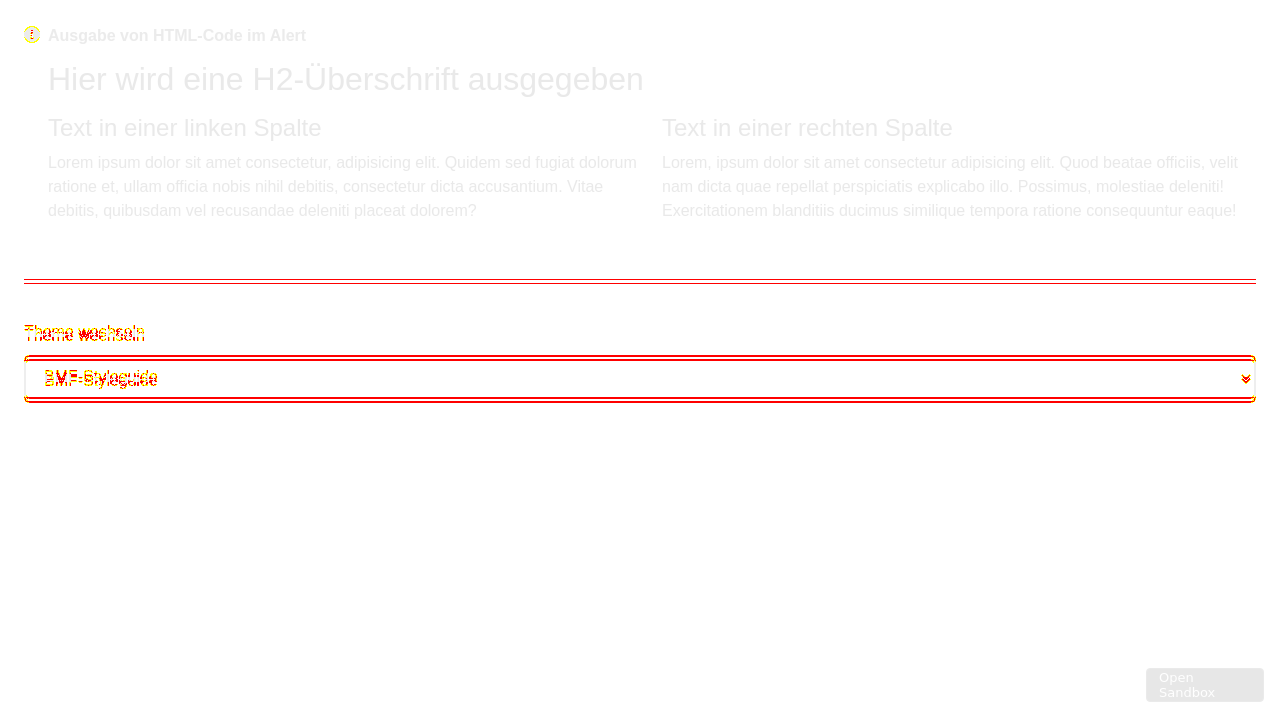 Ausgabe von HTML-Code im Alert
Hier wird eine H2-Überschrift ausgegeben
Text in einer linken Spalte
Lorem ipsum dolor sit amet consectetur, adipisicing elit. Quidem sed fugiat dolorum
ratione et, ullam officia nobis nihil debitis, consectetur dicta accusantium. Vitae
debitis, quibusdam vel recusandae deleniti placeat dolorem?
Text in einer rechten Spalte
Lorem, ipsum dolor sit amet consectetur adipisicing elit. Quod beatae officiis, velit
nam dicta quae repellat perspiciatis explicabo illo. Possimus, molestiae deleniti!
Exercitationem blanditiis ducimus similique tempora ratione consequuntur eaque!
Theme wechseln
BMF-Styleguide
Open
Sandbox